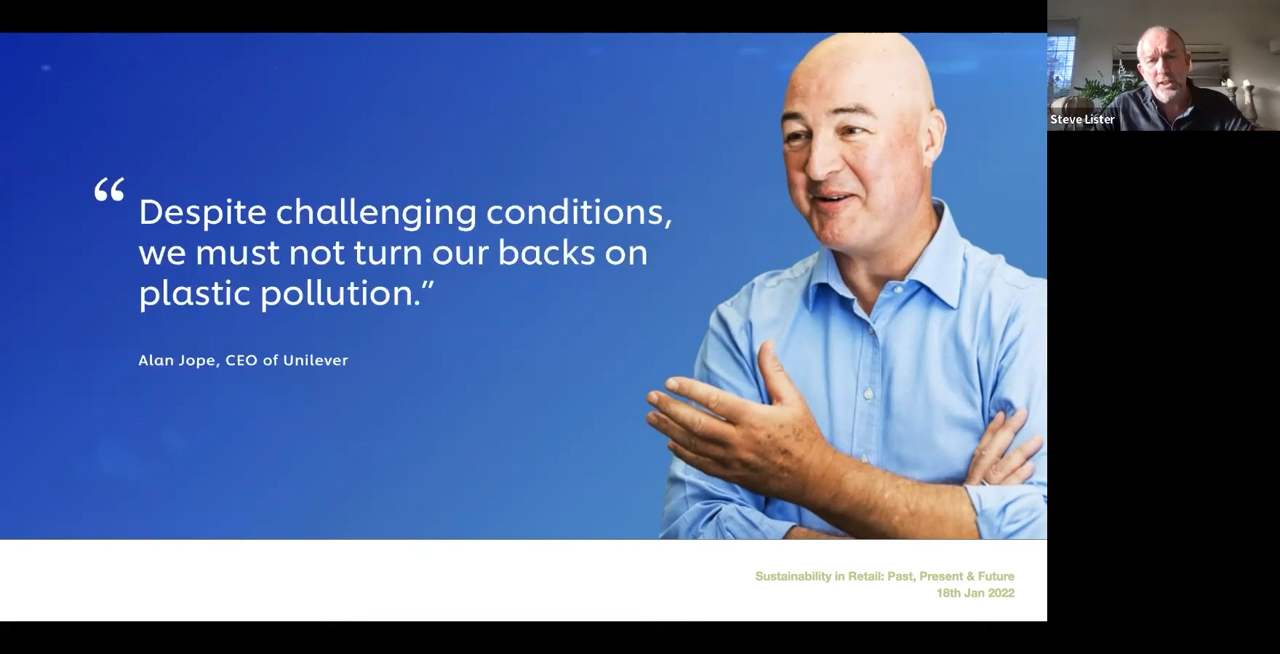 “Despite challenging conditions,
we must not turn our backs on
plastic pollution.”
Alan Jope, CEO of Unilever
Sustainability in Retail: Past, Present & Future
18th Jan 2022
Steve Lister